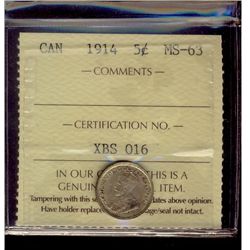 CAN 1914 5¢ MS-63
— COMMENTS —
— CERTIFICATION NO. —
XBS 016
IN OUR THIS IS A
GENUIN ITEM.
Tampering with this ates above opinion.
Have holder replace age/seal not intact.